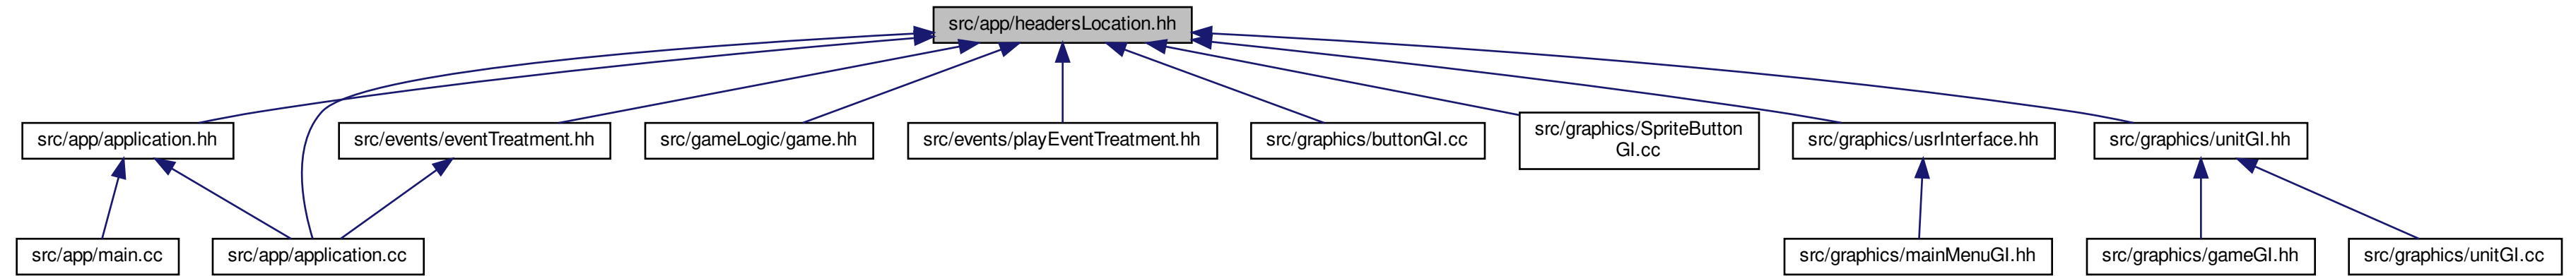 src/app/headersLocation.hh
src/app/application.hh
src/events/eventTreatment.hh
src/gameLogic/game.hh
src/events/playEventTreatment.hh
src/graphics/buttonGI.cc
src/graphics/SpriteButton
GI.cc
src/graphics/usrInterface.hh
src/graphics/unitGI.hh
src/app/main.cc
src/app/application.cc
src/graphics/mainMenuGI.hh
src/graphics/gameGI.hh
src/graphics/unitGI.cc